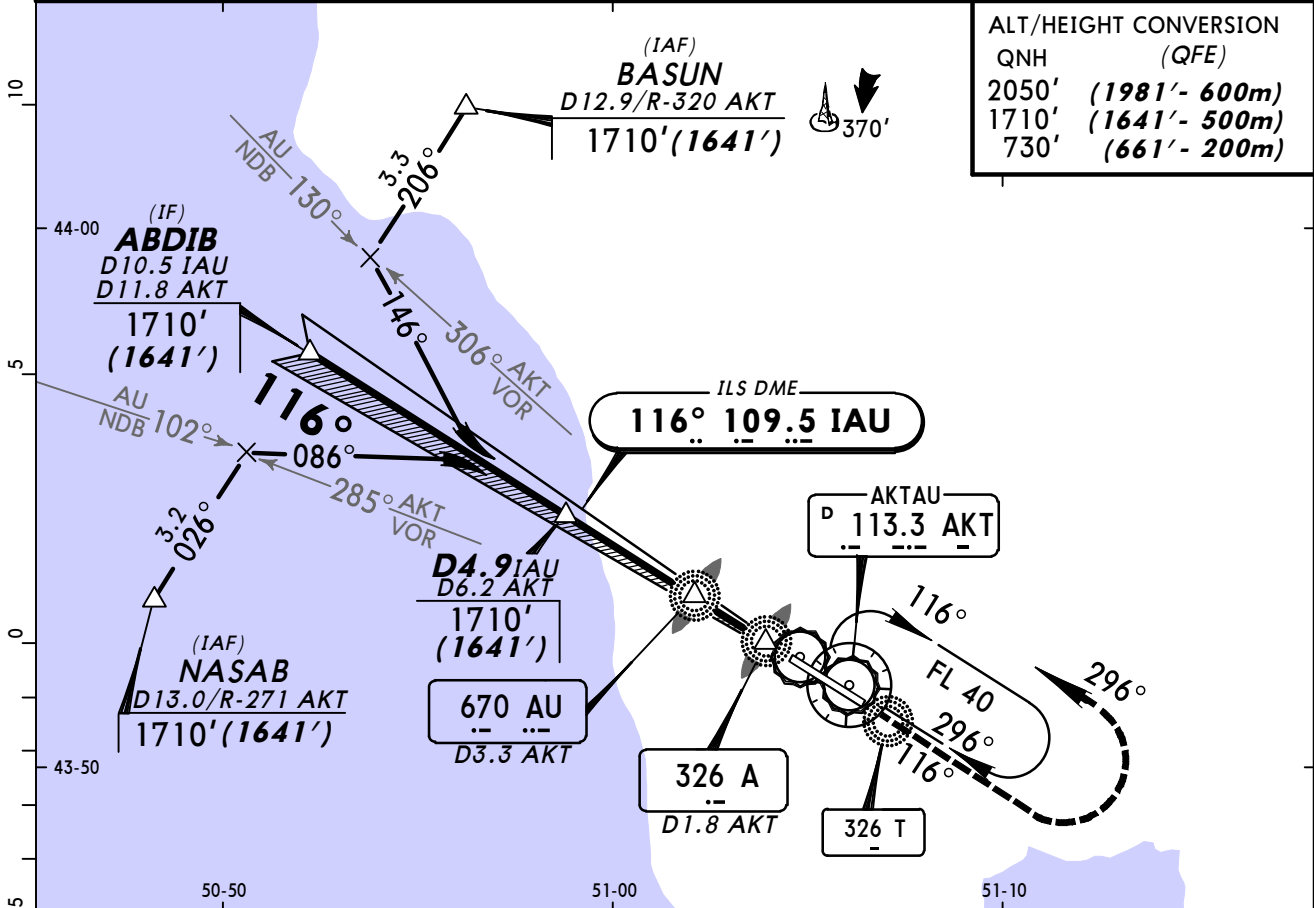 ALT/HEIGHT CONVERSION
QNH (QFE)
2050' (1981'- 600m)
1710' (1641'- 500m)
730' (661'- 200m)
(IAF)
BASUN
D12.9/R-320 AKT
1710' (1641')
370'
10
3.3
206°
AU
NDB 130°
44-00
(IF)
ABDIB
D10.5 IAU
D11.8 AKT
1710'
(1641')
146°
306° AKT
VOR
5
116°
ILS DME
116° 109.5 IAU
AU
NDB 102°
086°
285° AKT
VOR
AKTAU
D 113.3 AKT
3.2
026°
D4.9 IAU
D6.2 AKT
1710'
(1641')
116°
FL 40
296°
296°
116°
0
(IAF)
NASAB
D13.0/R-271 AKT
1710' (1641')
670 AU
D3.3 AKT
43-50
326 A
D1.8 AKT
326 T
50-50
51-00
51-10
5